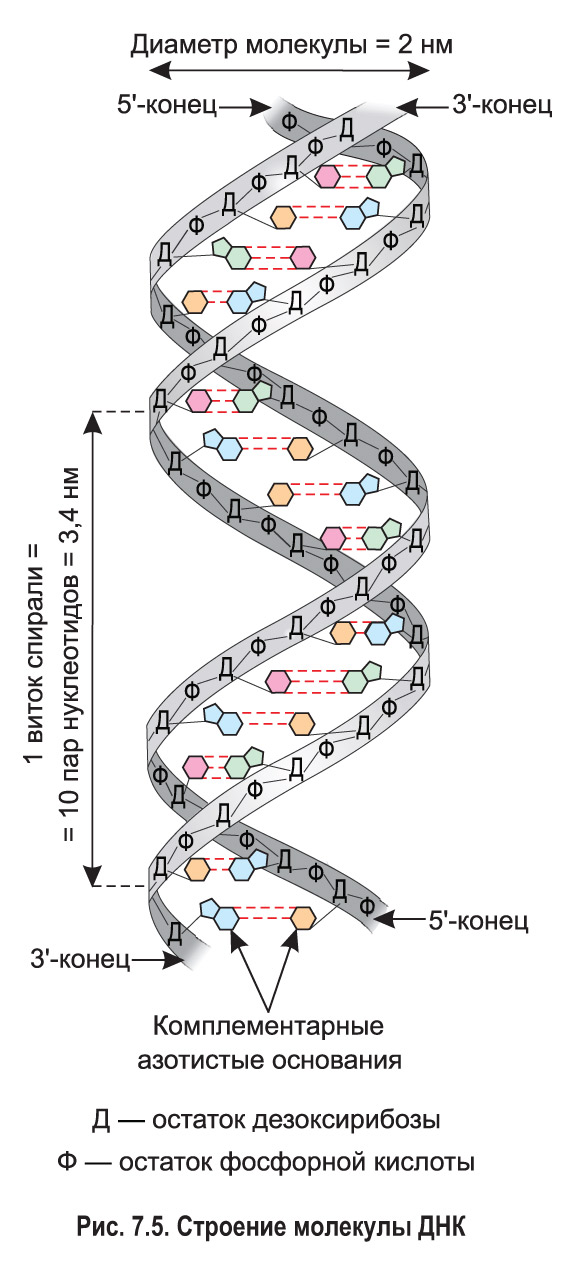 Диаметр молекулы = 2 нм
5'-конец
3'-конец
Ф
Д
Ф
Ф
Д
Д
Ф
Д
Д
Ф
Ф
Д
Д
Ф
Д
Д
Ф
Ф
Д
Ф
Ф
Д
Д
Ф
Д
Ф
Д
Д
Ф
Д
Ф
Д
Д
Ф
Ф
Д
Ф
Д
Д
Ф
Д
Д
Ф
Ф
Д
Д
Ф
Ф
Д
Ф
Д
Д
Ф
Ф
Д
Д
Ф
Д
Ф
Д
1 виток спирали =
= 10 пар нуклеотидов = 3,4 нм
5'-конец
3'-конец
Комплементарные
азотистые основания
Д — остаток дезоксирибозы
Ф — остаток фосфорной кислоты
Рис. 7.5. Строение молекулы ДНК